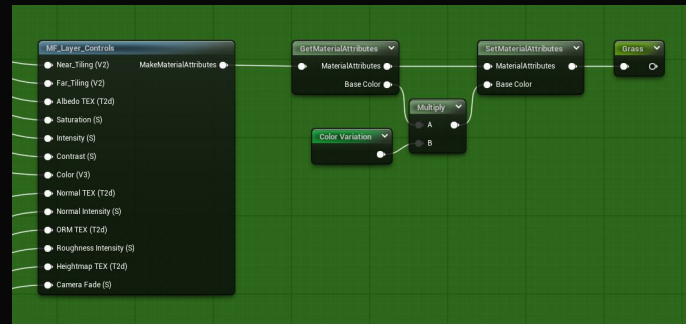 MF_Layer_Controls
Near_Tiling (V2) MakeMaterialAttributes
Far_Tiling (V2)
Albedo TEX (T2d)
Saturation (S)
Intensity (S)
Contrast (S)
Color (V3)
Normal TEX (T2d)
Normal Intensity (S)
ORM TEX (T2d)
Roughness Intensity (S)
Heightmap TEX (T2d)
Camera Fade (S)
GetMaterialAttributes
MaterialAttributes
Base Color
Color Variation
Multiply
A
B
SetMaterialAttributes
MaterialAttributes
Base Color
Grass